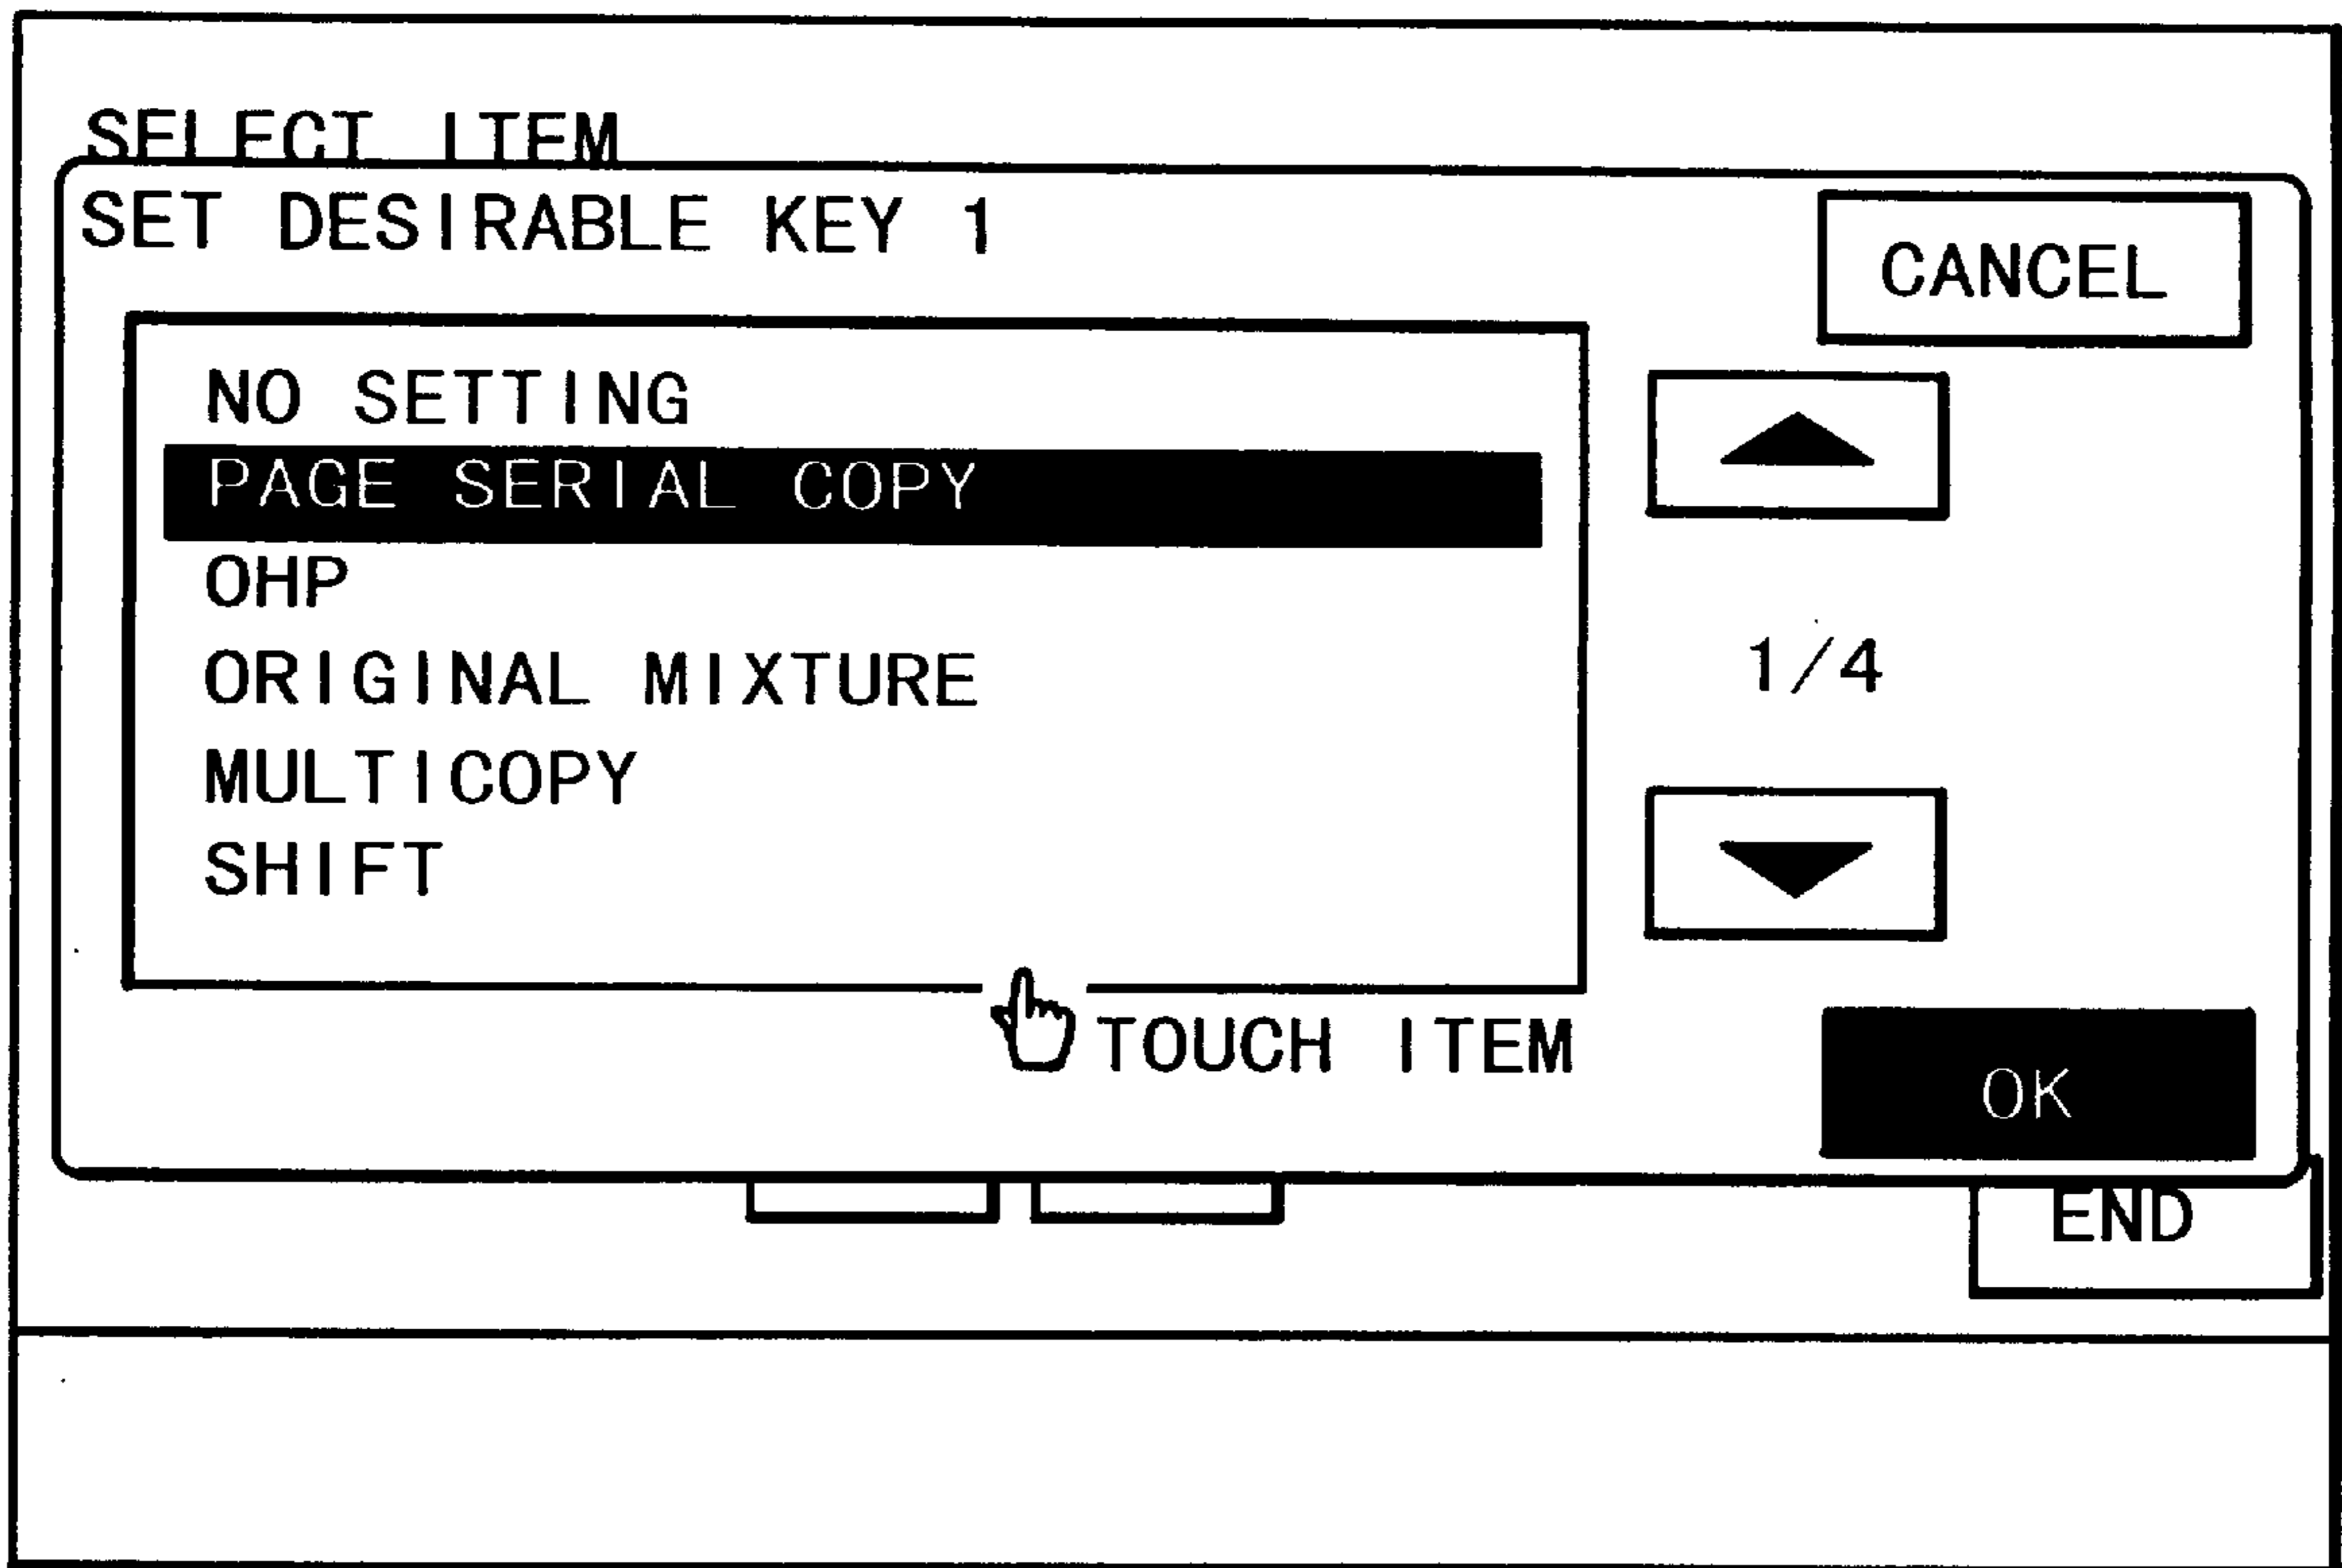 SELECT ITEM
SET DESIRABLE KEY 1
CANCEL
NO SETTING
PAGE SERIAL COPY
OHP
ORIGINAL MIXTURE
1/4
MULTICOPY
SHIFT
TOUCH ITEM
OK
END